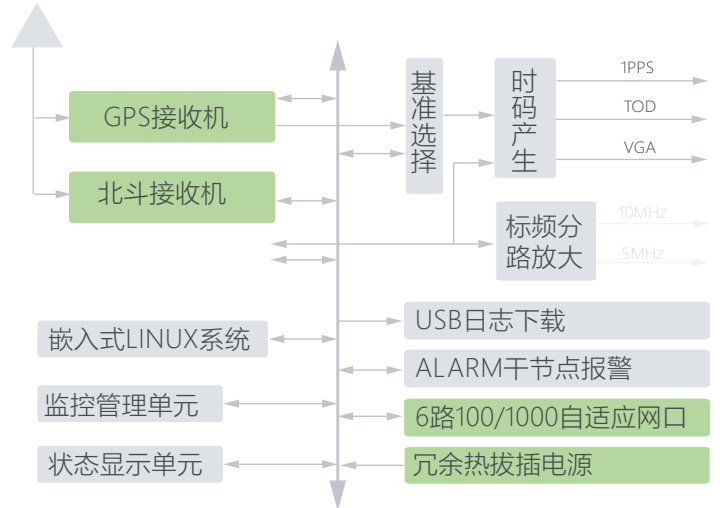 GPS接收机
北斗接收机
基准选择
时码产生
1PPS
TOD
VGA
标频分
路放大
10MHz
5MHz
嵌入式LINUX系统
监控管理单元
状态显示单元
USB日志下载
ALARM干节点报警
6路100/1000自适应网口
冗余热拔插电源